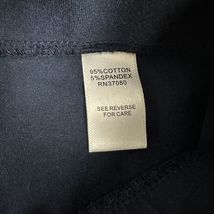 95%COTTON
5%SPANDEX
RN37060
SEE REVERSE
FOR CARE